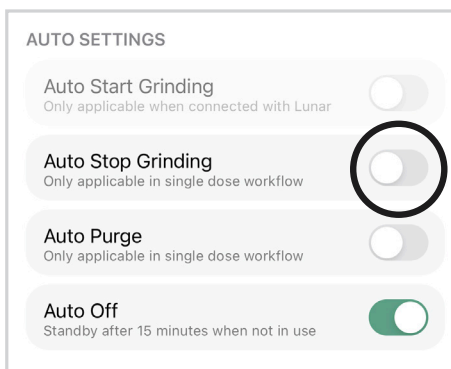 AUTO SETTINGS
Auto Start Grinding
Only applicable when connected with Lunar
Auto Stop Grinding
Only applicable in single dose workflow
Auto Purge
Only applicable in single dose workflow
Auto Off
Standby after 15 minutes when not in use